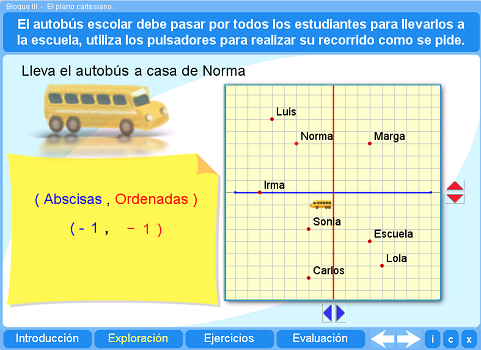 Bloque III - El plano cartesiano.
El autobús escolar debe pasar por todos los estudiantes para llevarlos a
la escuela, utiliza los pulsadores para realizar su recorrido como se pide.
Lleva el autobús a casa de Norma
( Abscisas , Ordenadas )
( - 1 , - 1 )
Luis
Norma
Marga
Irma
Sonia
Escuela
Lola
Carlos
Introducción
Exploración
Ejercicios
Evaluación
i
c
x